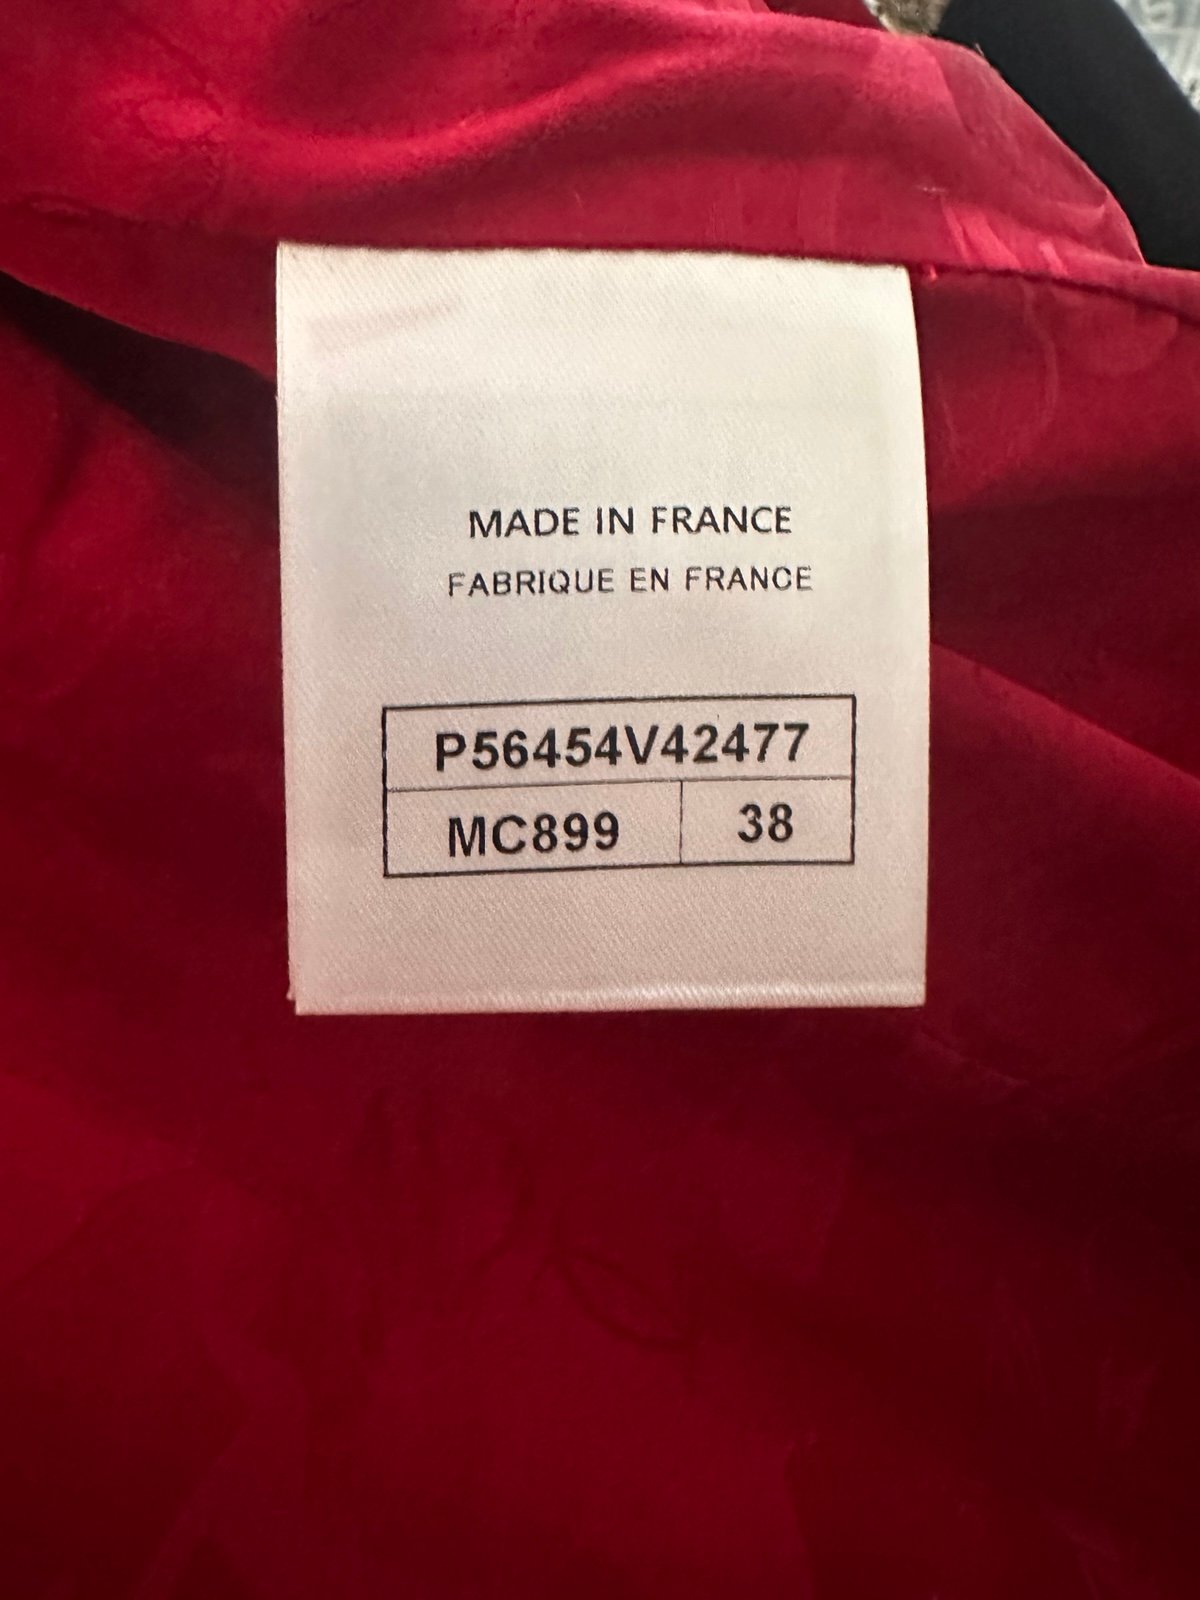 MADE IN FRANCE
FABRIQUE EN FRANCE
P56454V42477
MC899 38